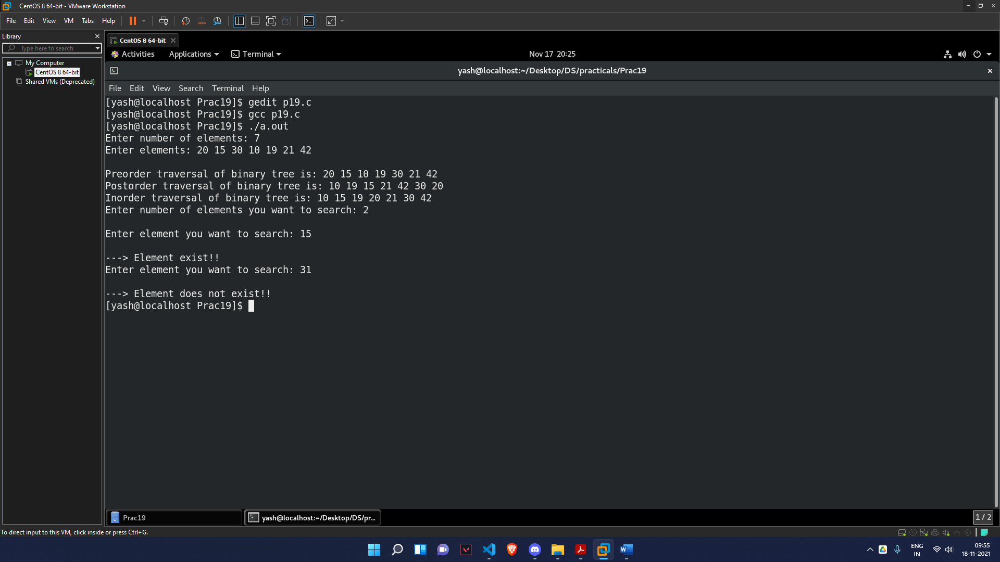 CentOS 8 64-bit - VMware Workstation
File Edit View VM Tabs Help
Library
Type here to search
My Computer
CentOS 8 64-bit
Shared VMs (Deprecated)
CentOS 8 64-bit
Activities Applications Terminal Nov 17 20:25
yash@localhost:~/Desktop/DS/practicals/Prac19
File Edit View Search Terminal Help
[yash@localhost Prac19]$ gedit p19.c
[yash@localhost Prac19]$ gcc p19.c
[yash@localhost Prac19]$ ./a.out
Enter number of elements: 7
Enter elements: 20 15 30 10 19 21 42
Preorder traversal of binary tree is: 20 15 10 19 30 21 42
Postorder traversal of binary tree is: 10 19 15 21 42 30 20
Inorder traversal of binary tree is: 10 15 19 20 21 30 42
Enter number of elements you want to search: 2
Enter element you want to search: 15
---> Element exist!!
Enter element you want to search: 31
---> Element does not exist!!
[yash@localhost Prac19]$
Prac19
yash@localhost:~/Desktop/DS/pr...
1 / 2
To direct input to this VM, click inside or press Ctrl+G.
ENG
IN
09:55
18-11-2021